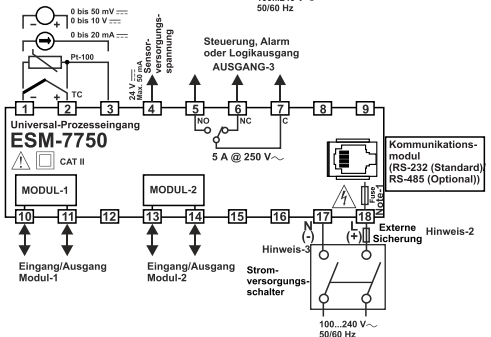 100...240 V
50/60 Hz
0 bis 50 mV
0 bis 10 V
0 bis 20 mA
Pt-100
TC
24 V
Max. 50 mA
Sensor-
versorgungs-
spannung
Steuerung, Alarm
oder Logikausgang
AUSGANG-3
1 2 3 4 5 6 7 8 9
Universal-Prozesseingang
NO NC C
ESM-7750
5 A @ 250 V~
CAT II
Kommunikations-
modul
(RS-232 (Standard)/
RS-485 (Optional))
MODUL-1
MODUL-2
Fuse
Note-1
10 11 12 13 14 15 16 17 18
Eingang/Ausgang
Modul-1
Eingang/Ausgang
Modul-2
N
(-)
L
(+)
Externe
Sicherung
Hinweis-2
Hinweis-3
Strom-
versorgungs-
schalter
100...240 V~
50/60 Hz